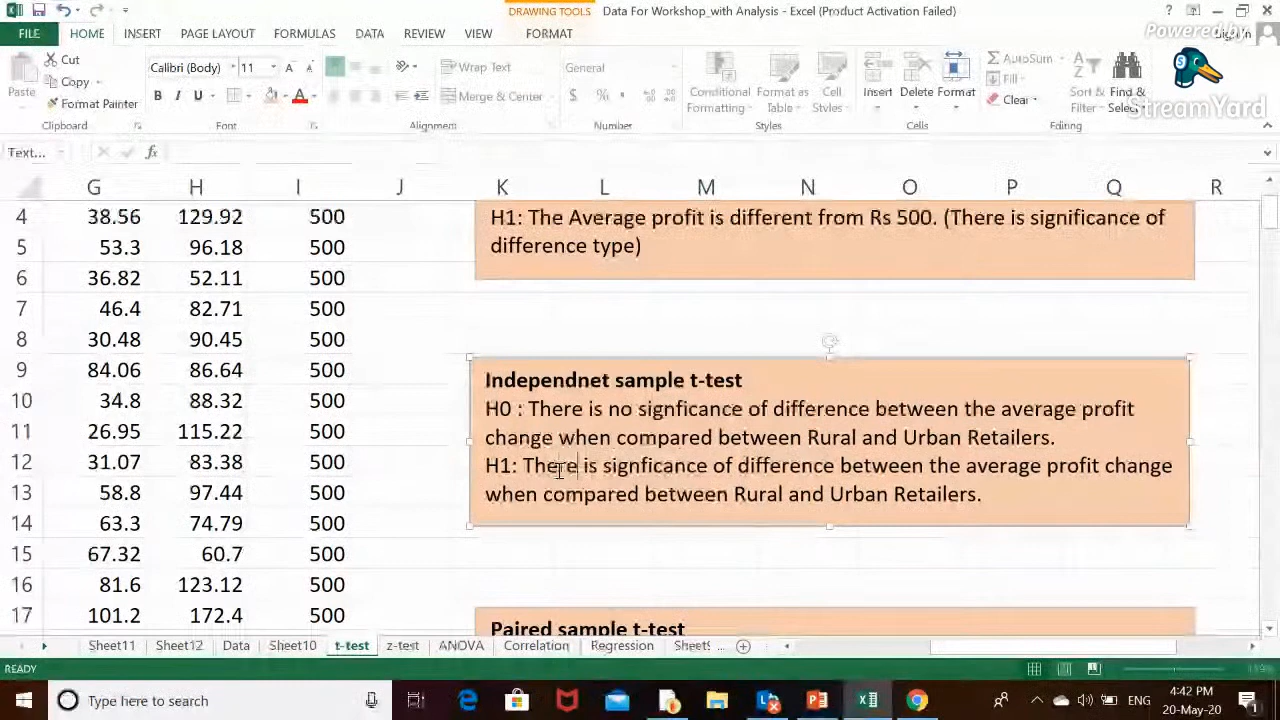 DRAWING TOOLS Data For Workshop_with Analysis - Excel (Product Activation Failed)
FILE HOME INSERT PAGE LAYOUT FORMULAS DATA REVIEW VIEW FORMAT
Powered by
StreamYard
Paste Cut Copy Format Painter
Calibri (Body) 11
Wrap Text Merge & Center
General
Conditional Formatting Format as Table Cell Styles
Insert Delete Format
AutoSum Fill Clear
Sort Filter Find & Select
Clipboard Font Alignment Number Styles Cells Editing
Text...
G H I J K L M N O P Q R
4 38.56 129.92 500
5 53.3 96.18 500
6 36.82 52.11 500
7 46.4 82.71 500
8 30.48 90.45 500
9 84.06 86.64 500
10 34.8 88.32 500
11 26.95 115.22 500
12 31.07 83.38 500
13 58.8 97.44 500
14 63.3 74.79 500
15 67.32 60.7 500
16 81.6 123.12 500
17 101.2 172.4 500
H1: The Average profit is different from Rs 500. (There is significance of
difference type)
Independnet sample t-test
H0 : There is no signficance of difference between the average profit
change when compared between Rural and Urban Retailers.
H1: There is signficance of difference between the average profit change
when compared between Rural and Urban Retailers.
Paired sample t-test
Sheet11 Sheet12 Data Sheet10 t-test z-test ANOVA Correlation Regression Sheet! ...
READY
Type here to search
ENG
4:42 PM
20-May-20